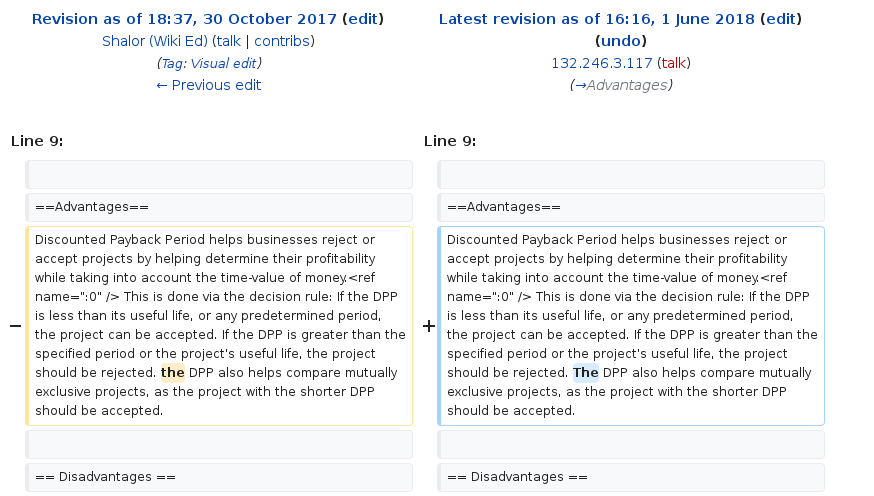 Revision as of 18:37, 30 October 2017 (edit)
Shalor (Wiki Ed) (talk | contribs)
(Tag: Visual edit)
← Previous edit
Latest revision as of 16:16, 1 June 2018 (edit)
(undo)
132.246.3.117 (talk)
(→Advantages)
Line 9:
Line 9:
==Advantages==
==Advantages==
−
Discounted Payback Period helps businesses reject or
accept projects by helping determine their profitability
while taking into account the time-value of money.<ref
name=":0" /> This is done via the decision rule: If the DPP
is less than its useful life, or any predetermined period,
the project can be accepted. If the DPP is greater than the
specified period or the project's useful life, the project
should be rejected. the DPP also helps compare mutually
exclusive projects, as the project with the shorter DPP
should be accepted.
+
Discounted Payback Period helps businesses reject or
accept projects by helping determine their profitability
while taking into account the time-value of money.<ref
name=":0" /> This is done via the decision rule: If the DPP
is less than its useful life, or any predetermined period,
the project can be accepted. If the DPP is greater than the
specified period or the project's useful life, the project
should be rejected. The DPP also helps compare mutually
exclusive projects, as the project with the shorter DPP
should be accepted.
== Disadvantages ==
== Disadvantages ==